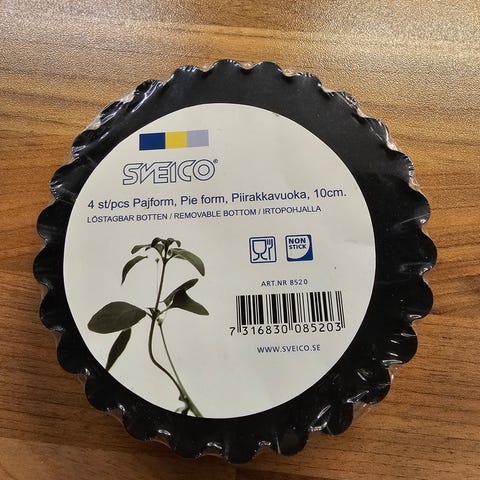 SVEICO®
4 st/pcs Pajform, Pie form, Piirakkavuoka, 10cm.
LÖSTAGBAR BOTTEN / REMOVABLE BOTTOM / IRTOPOHJALLA
NON
STICK
ART.NR 8520
7 316830 085203
WWW.SVEICO.SE